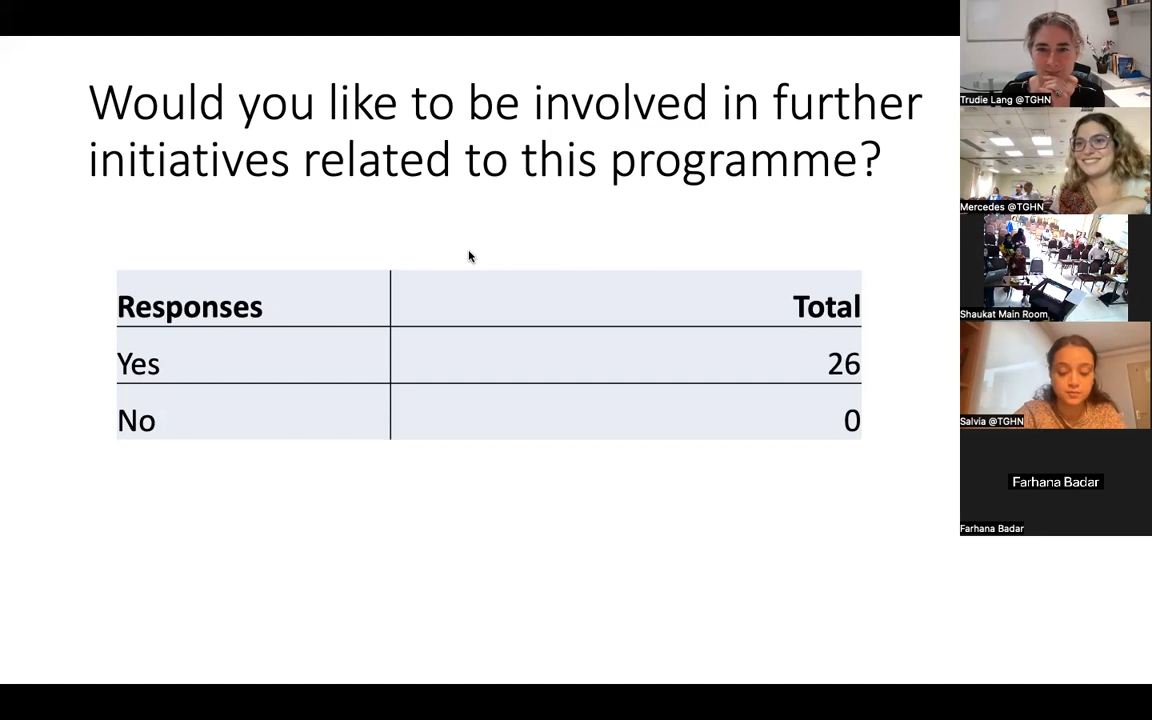 Would you like to be involved in further
initiatives related to this programme?
Responses Total
Yes 26
No 0
Trudie Lang @TGHN
Mercedes @TGHN
Shaukat Main Room
Salvia @TGHN
Farhana Badar
Farhana Badar